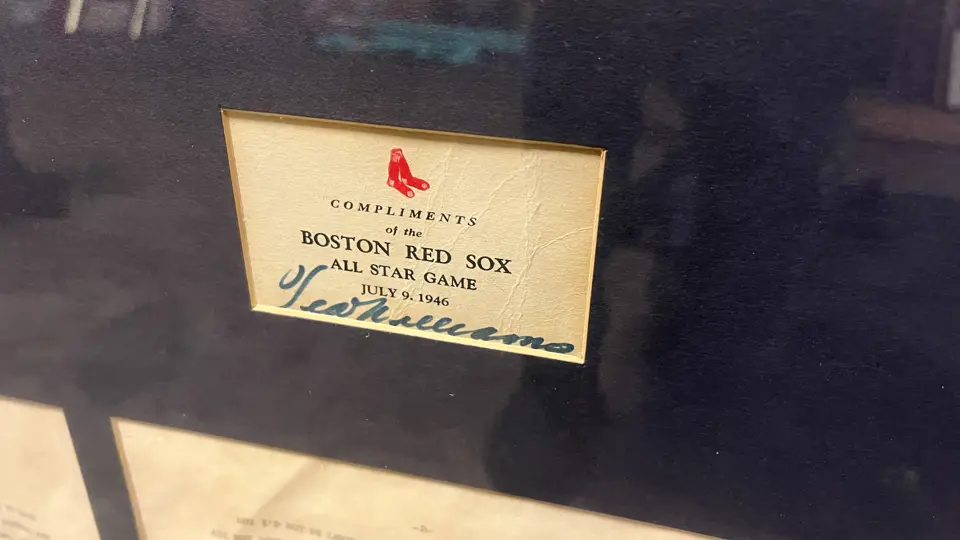 COMPLIMENTS
of the
BOSTON RED SOX
ALL STAR GAME
JULY 9, 1946
Ted Williams